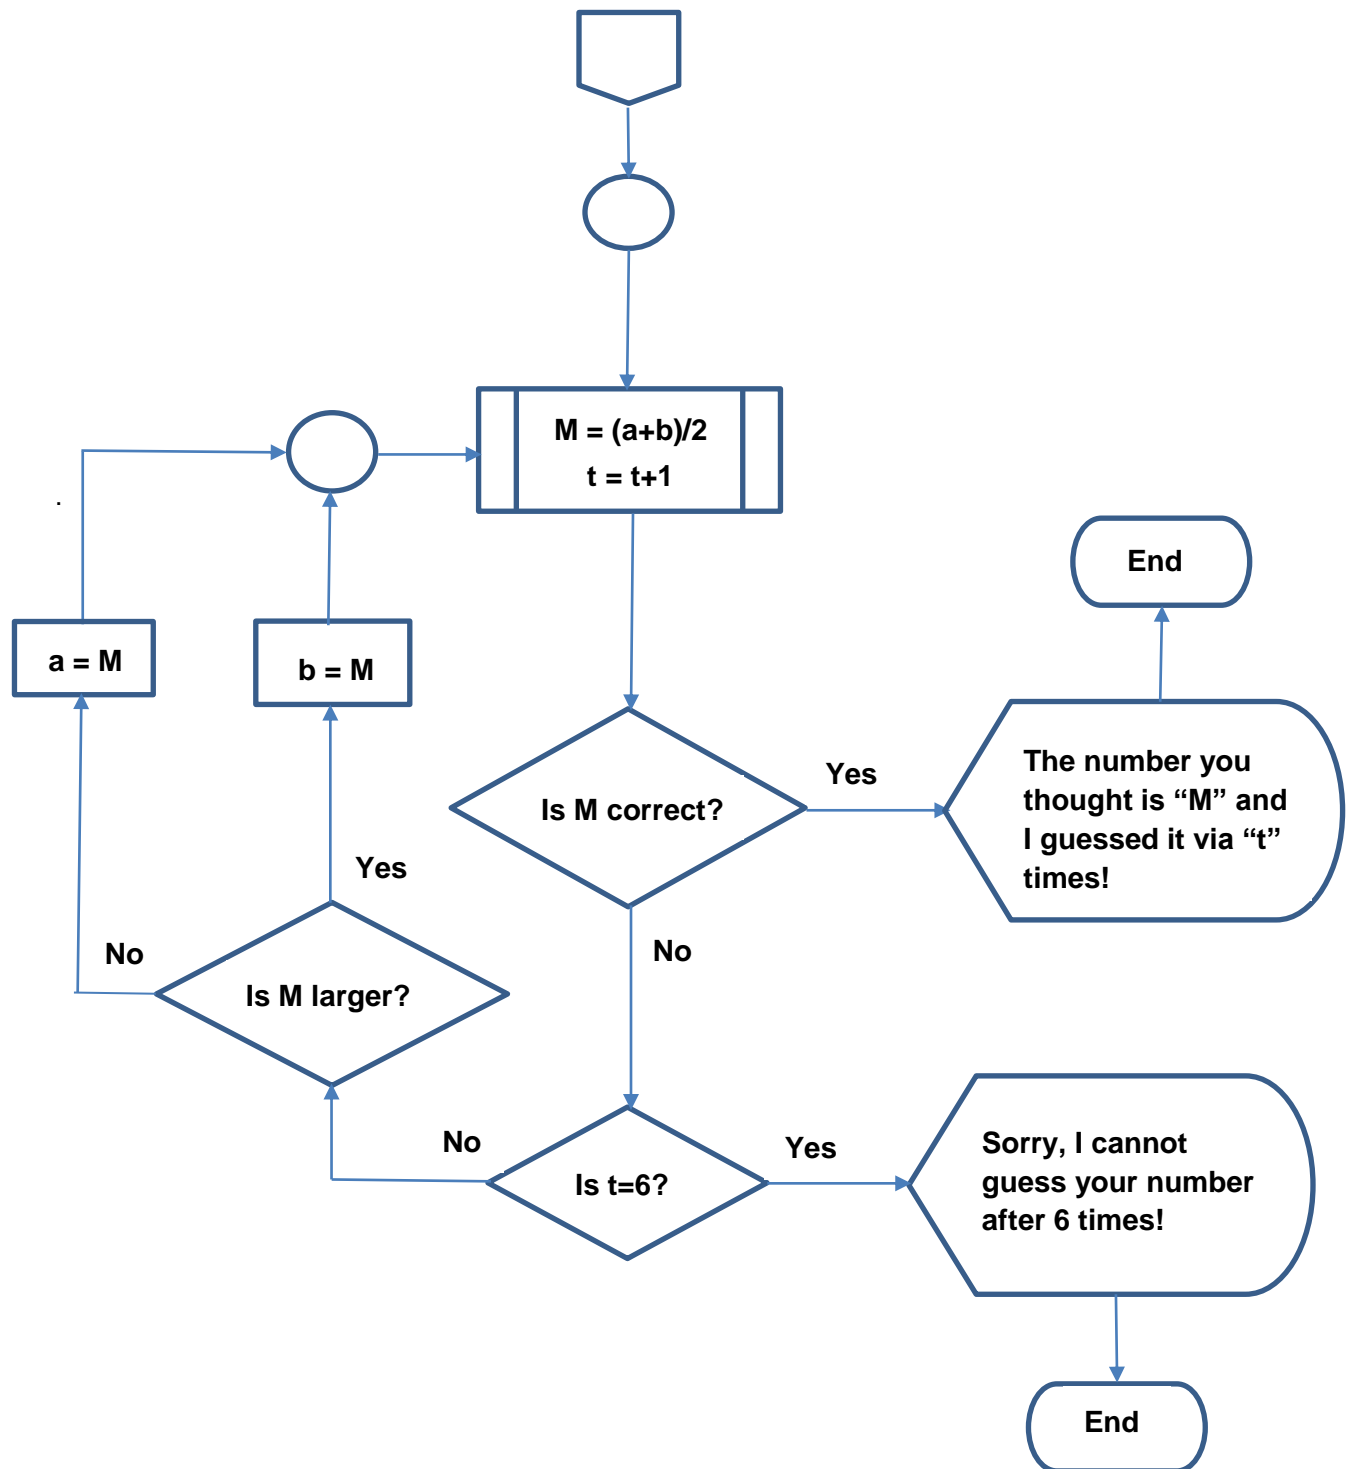 M = (a+b)/2
t = t+1
End
a = M
b = M
Is M correct?
Yes
The number you
thought is “M” and
I guessed it via “t”
times!
Yes
No
No
Is M larger?
No
Is t=6?
Yes
Sorry, I cannot
guess your number
after 6 times!
End